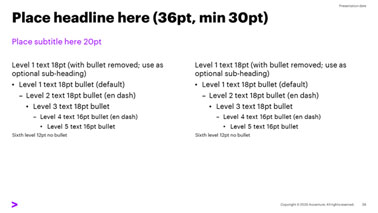 Presentation date
Place headline here (36pt, min 30pt)
Place subtitle here 20pt
Level 1 text 18pt (with bullet removed; use as
optional sub-heading)
• Level 1 text 18pt bullet (default)
– Level 2 text 18pt bullet (en dash)
• Level 3 text 18pt bullet
– Level 4 text 16pt bullet (en dash)
• Level 5 text 16pt bullet
Sixth level 12pt no bullet
Level 1 text 18pt (with bullet removed; use as
optional sub-heading)
• Level 1 text 18pt bullet (default)
– Level 2 text 18pt bullet (en dash)
• Level 3 text 18pt bullet
– Level 4 text 16pt bullet (en dash)
• Level 5 text 16pt bullet
Sixth level 12pt no bullet
Copyright © 2025 Accenture. All rights reserved.